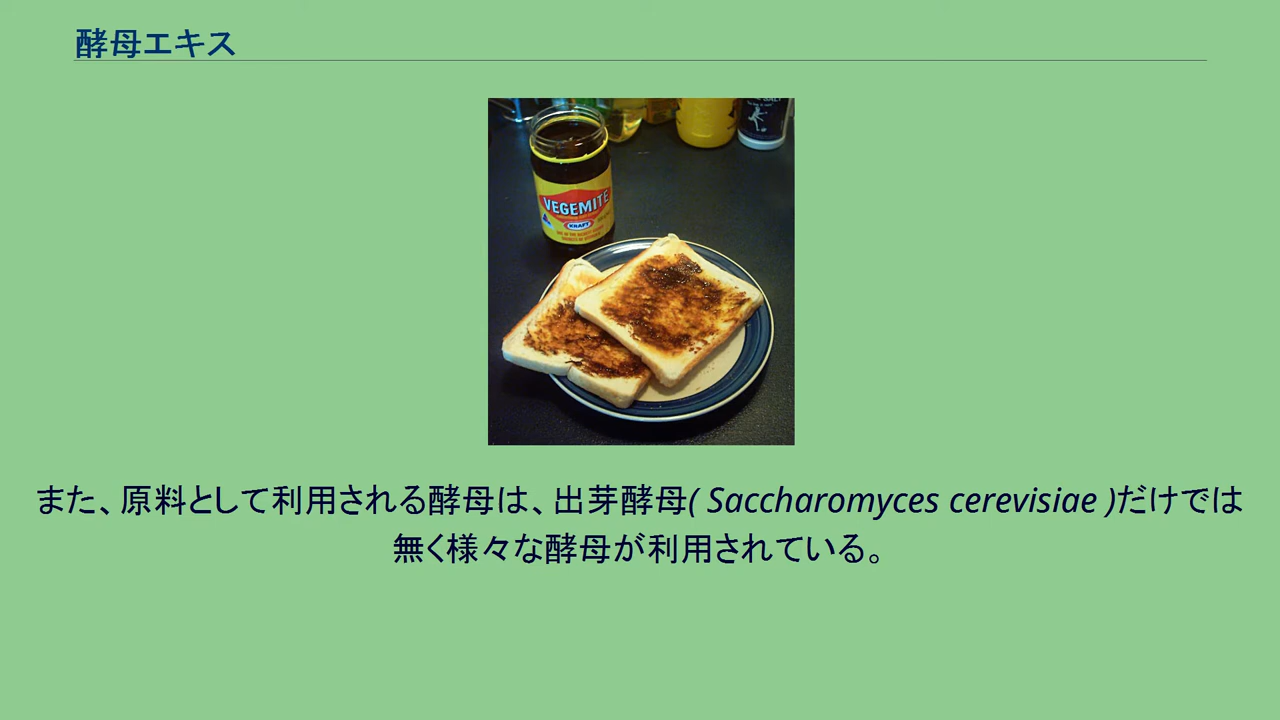 酵母エキス
VEGEMITE
KRAFT
また、原料として利用される酵母は、出芽酵母( Saccharomyces cerevisiae )だけでは
無く様々な酵母が利用されている。